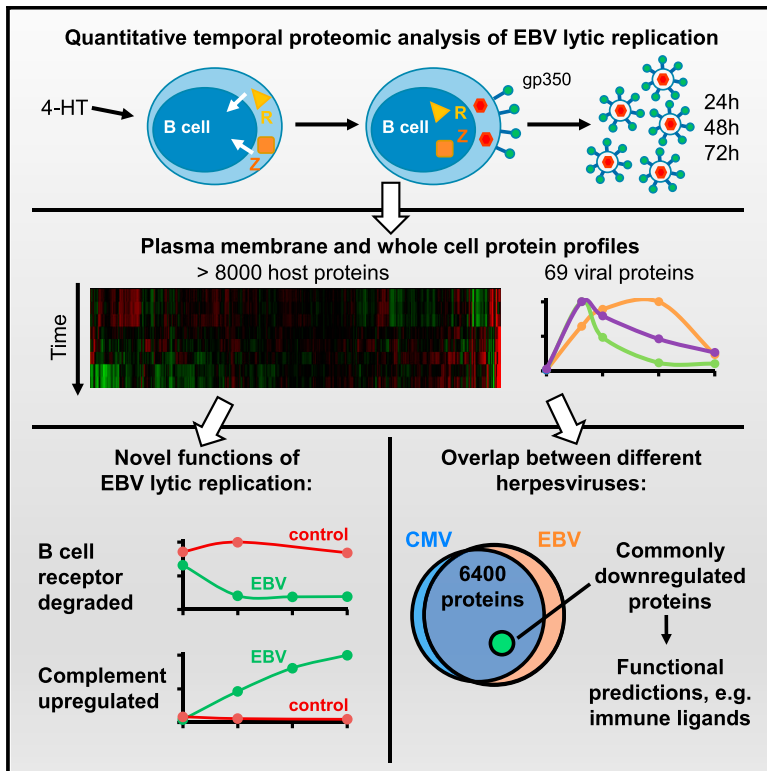 Quantitative temporal proteomic analysis of EBV lytic replication
4-HT
B cell
R
Z
B cell
R
Z
gp350
24h
48h
72h
Plasma membrane and whole cell protein profiles
> 8000 host proteins
69 viral proteins
Time
Novel functions of
EBV lytic replication:
B cell
receptor
degraded
control
EBV
Complement
upregulated
EBV
control
Overlap between different
herpesviruses:
CMV
EBV
6400
proteins
Commonly
downregulated
proteins
Functional
predictions, e.g.
immune ligands